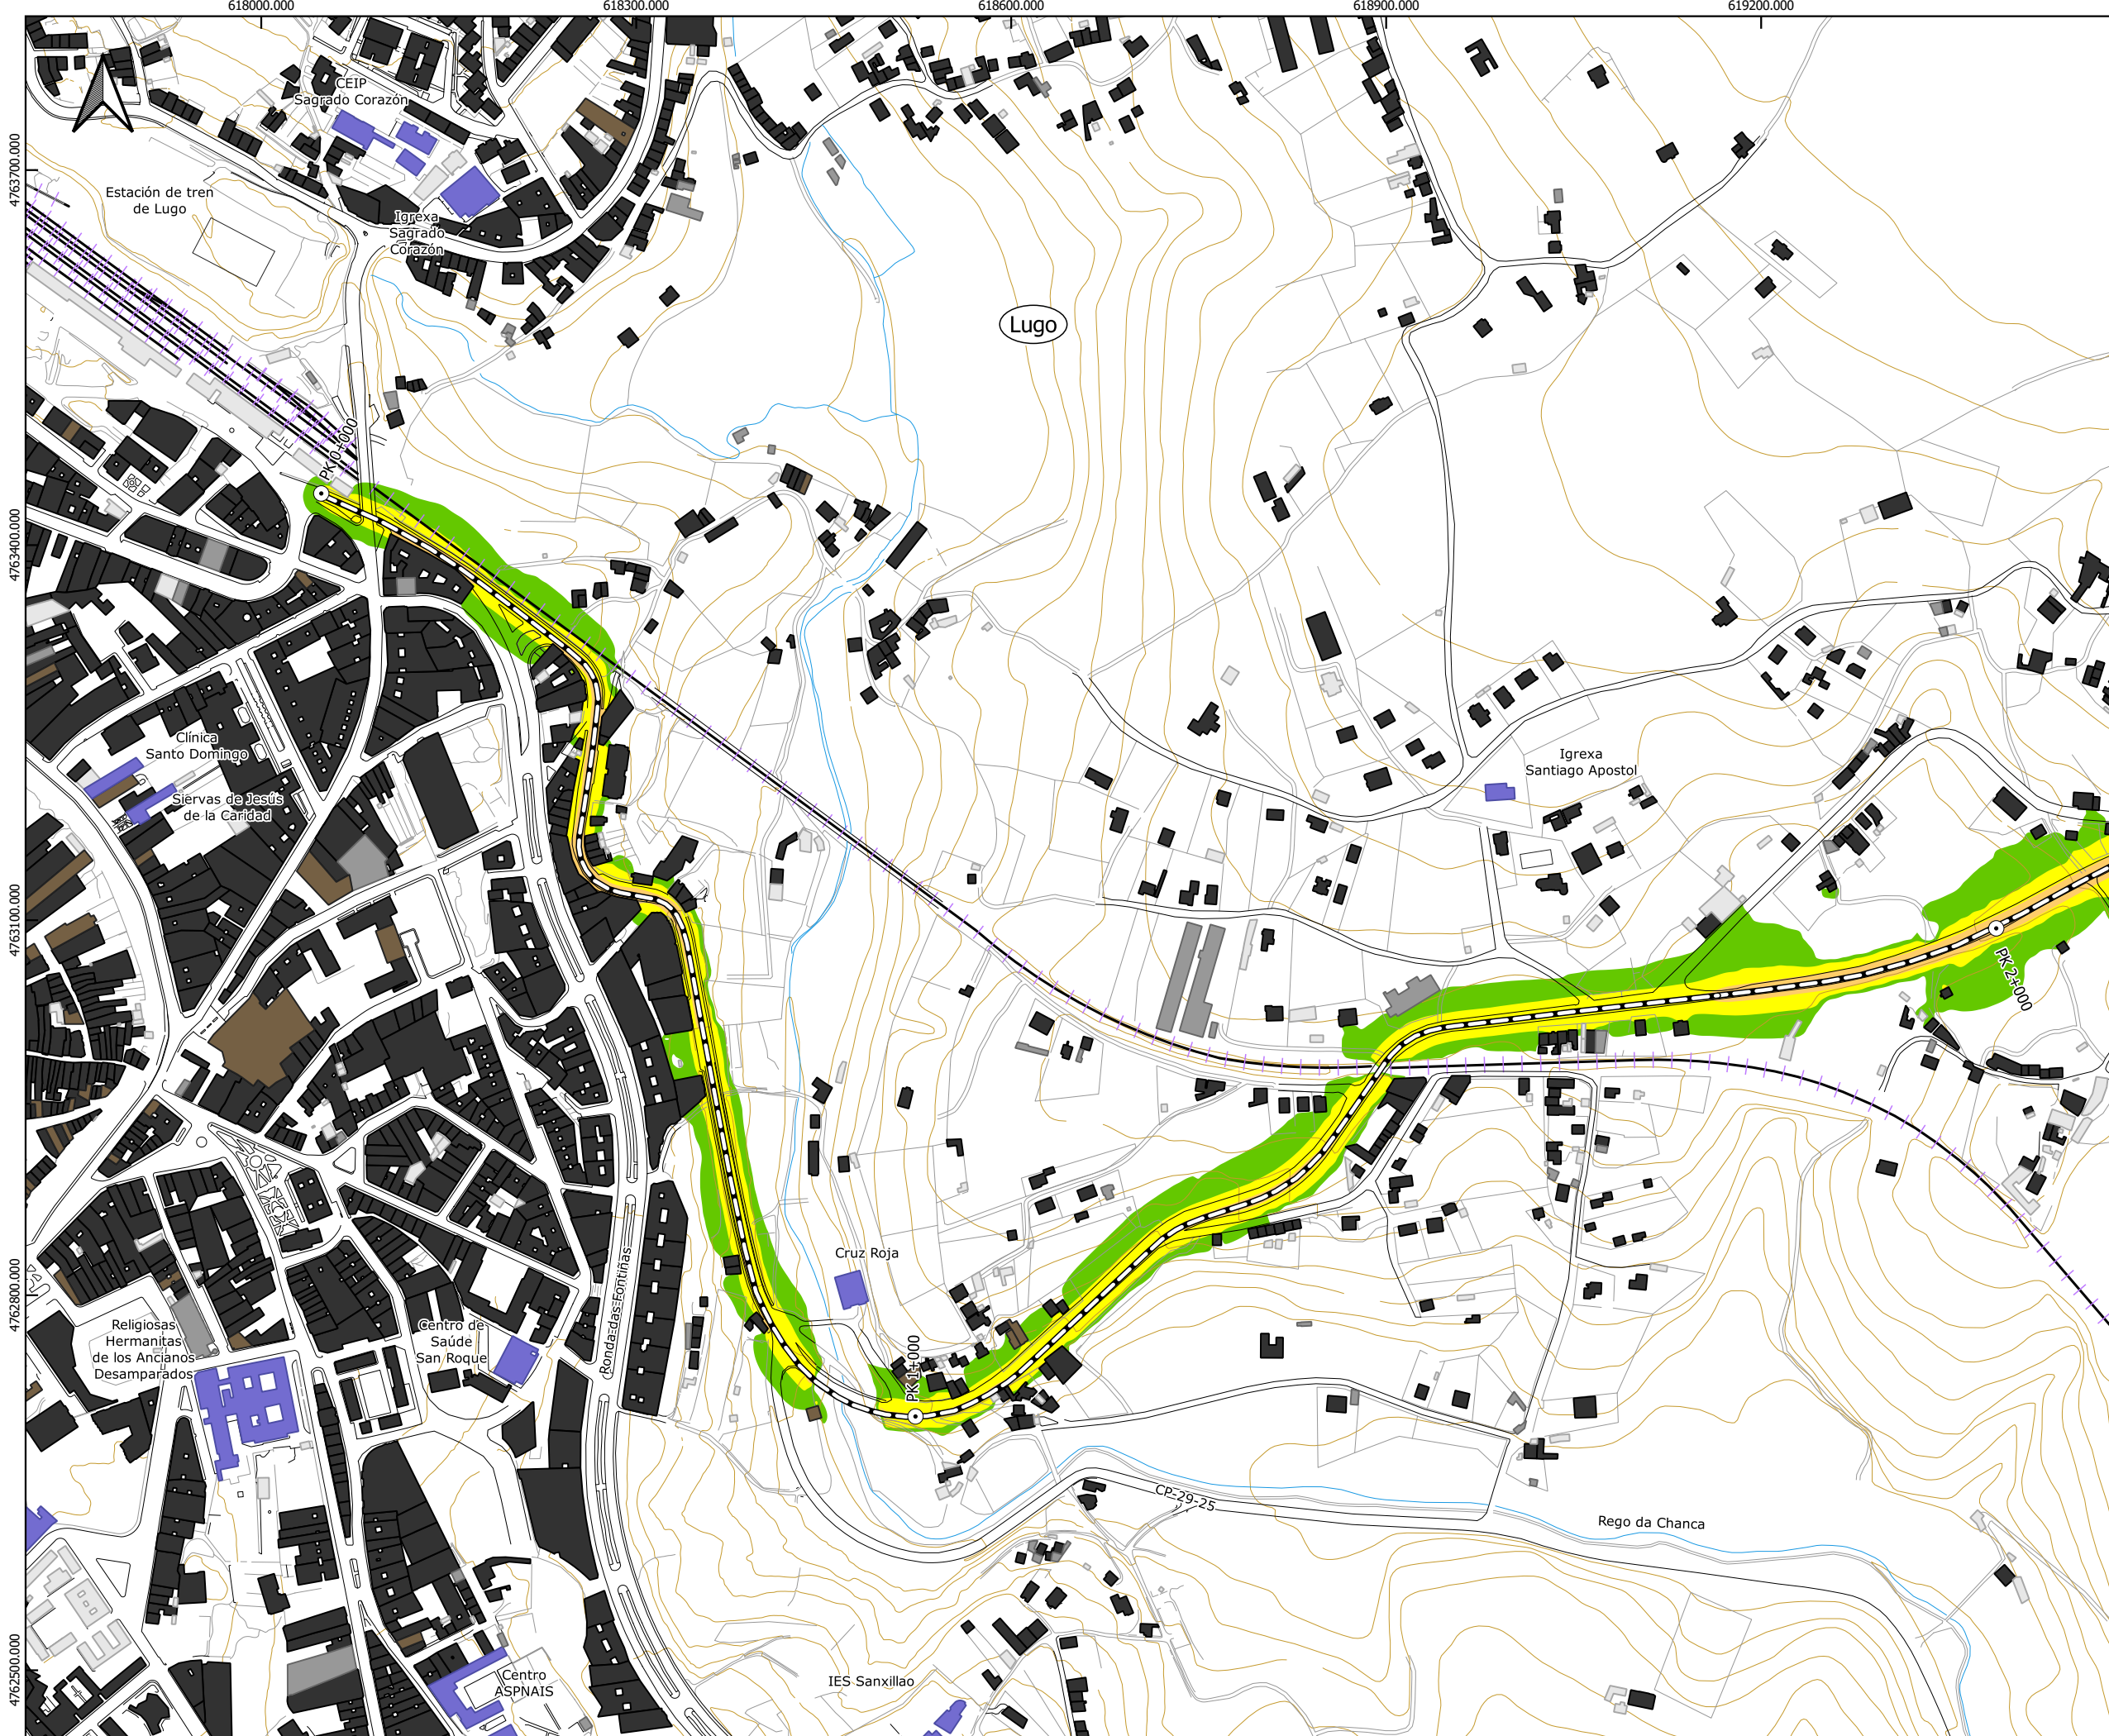 618000.000
618300.000
618600.000
618900.000
619200.000
4763700.000
4763400.000
4763100.000
4762800.000
4762500.000
CEIP
Sagrado Corazón
Estación de tren
de Lugo
Igrexa
Sagrado
Corazón
Lugo
PK 0+000
Clínica
Santo Domingo
Siervas de Jesús
de la Caridad
Igrexa
Santiago Apostol
PK 2+000
Cruz Roja
Ronda das Fontiñas
Religiosas
Hermanitas
de los Ancianos
Desamparados
Centro de
Saúde
San Roque
PK 1+000
CP-29-25
Rego da Chanca
Centro
ASPNAIS
IES Sanxillao